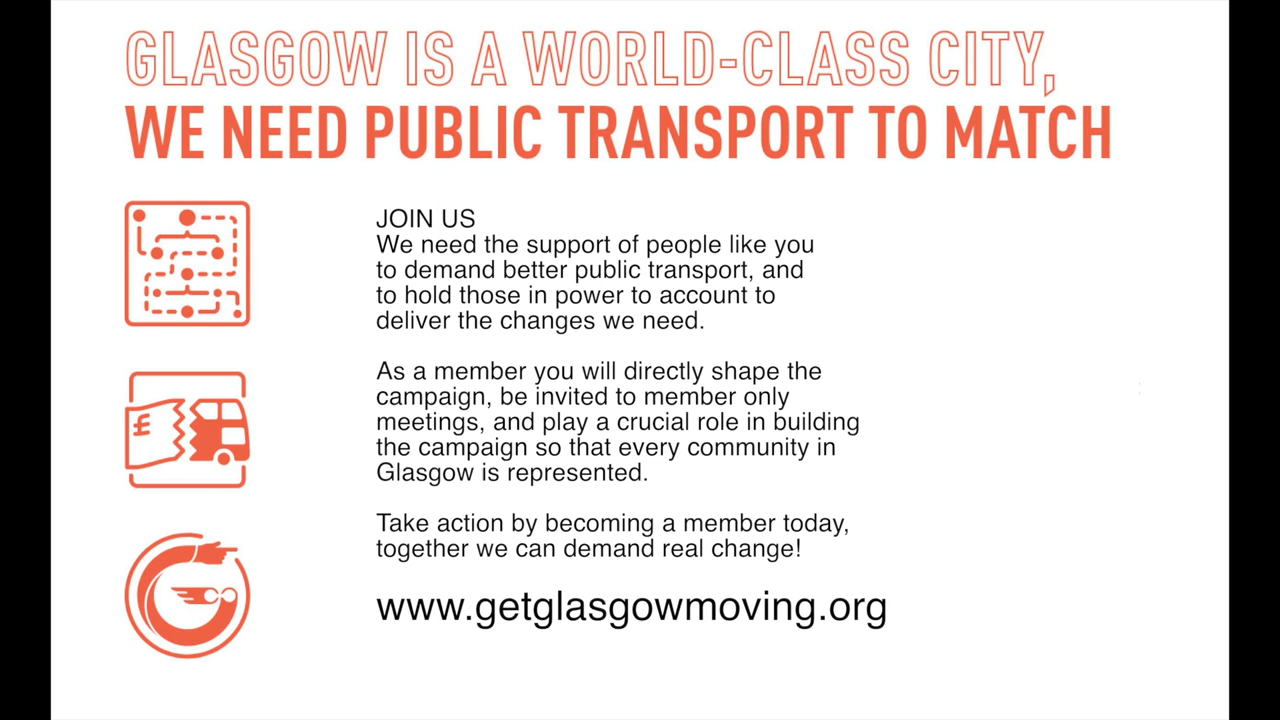 GLASGOW IS A WORLD-CLASS CITY,
WE NEED PUBLIC TRANSPORT TO MATCH
JOIN US
We need the support of people like you
to demand better public transport, and
to hold those in power to account to
deliver the changes we need.
As a member you will directly shape the
campaign, be invited to member only
meetings, and play a crucial role in building
the campaign so that every community in
Glasgow is represented.
Take action by becoming a member today,
together we can demand real change!
£
www.getglasgowmoving.org